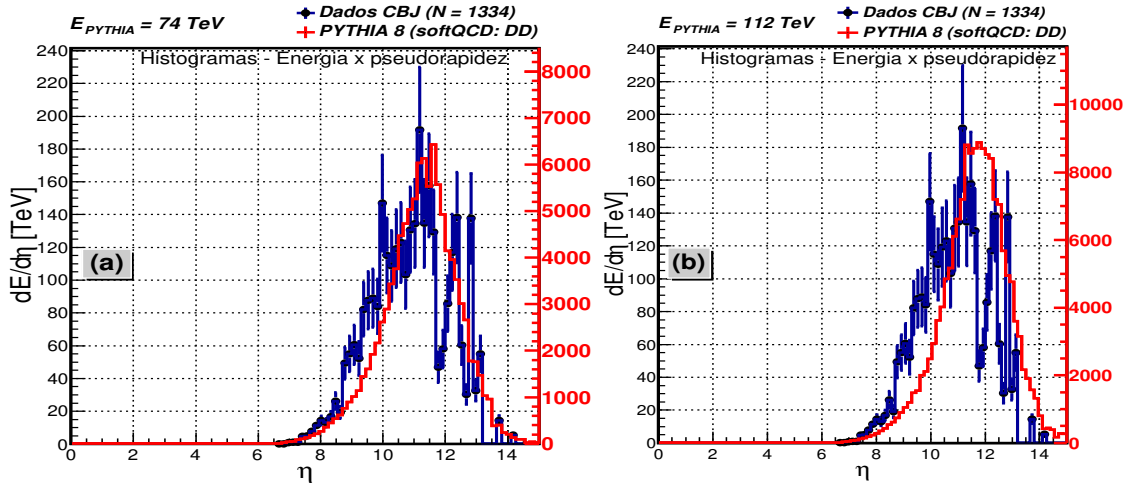 E_PYTHIA = 74 TeV
Dados CBJ (N = 1334)
PYTHIA 8 (softQCD: DD)
Histogramas - Energia x pseudorapidez
(a)
dE/dη [TeV]
240
220
200
180
160
140
120
100
80
60
40
20
0
8000
7000
6000
5000
4000
3000
2000
1000
0
0 2 4 6 8 10 12 14
η
E_PYTHIA = 112 TeV
Dados CBJ (N = 1334)
PYTHIA 8 (softQCD: DD)
Histogramas - Energia x pseudorapidez
(b)
dE/dη [TeV]
240
220
200
180
160
140
120
100
80
60
40
20
0
10000
8000
6000
4000
2000
0
0 2 4 6 8 10 12 14
η